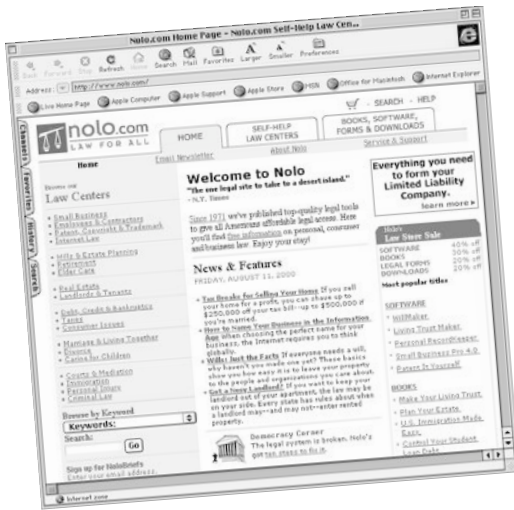 Nolo.com Home Page - Nolo.com Self-Help Law Cen...
Back Forward Stop Refresh Home Search Mail Favorites Larger Smaller Preferences
Address: http://www.nolo.com/
Live Home Page Apple Computer Apple Support Apple Store MSN Office for Macintosh Internet Explorer
Channels
Favorites
History
Search
SEARCH - HELP
nolo.com
LAW FOR ALL
HOME
SELF-HELP
LAW CENTERS
BOOKS, SOFTWARE,
FORMS & DOWNLOADS
Home
Email Newsletter
About Nolo
Service & Support
Law Centers
Small Business
Employees & Contractors
Patent, Copyright & Trademark
Internet Law
Wills & Estate Planning
Retirement
Elder Care
Real Estate
Landlords & Tenants
Debt, Credit & Bankruptcy
Taxes
Consumer Issues
Marriage & Living Together
Divorce
Caring for Children
Courts & Mediation
Immigration
Personal Injury
Criminal Law
Browse by Keyword
Keywords:
Search:
Go
Sign up for NoloBriefs
Enter your email address.
Welcome to Nolo
"The one legal site to take to a desert island."
- N.Y. Times
Since 1971 we've published top-quality legal tools
to give all Americans affordable legal access. Here
you'll find free information on personal, consumer
and business law. Enjoy your stay!
News & Features
FRIDAY, AUGUST 11, 2000
Tax Breaks for Selling Your Home If you sell
your home for a profit, you can shave up to
$250,000 off your tax bill--up to $500,000 if
you're married.
How to Name Your Business in the Information
Age When choosing the perfect name for your
business, the Internet requires you to think
globally.
Wills: Just the Facts If everyone needs a will,
why haven't you made one yet? These basics
show you how easy it is to leave your property
to the people and organizations you care about.
Got a Nosy Landlord? If you want to keep your
landlord out of your apartment, the law may be
on your side. Every state has rules about when
a landlord may--and may not--enter rented
property.
Democracy Corner
The legal system is broken. Nolo's
got ten steps to fix it.
Everything you need
to form your
Limited Liability
Company.
learn more
Nolo's
Law Store Sale
SOFTWARE 40% off
BOOKS 30% off
LEGAL FORMS 20% off
DOWNLOADS 20% off
Most popular titles
SOFTWARE
WillMaker
Living Trust Maker
Personal RecordKeeper
Small Business Pro 4.0
Patent It Yourself
BOOKS
Make Your Living Trust
Plan Your Estate
U.S. Immigration Made
Easy
Control Your Student
Loan Debt
Internet zone